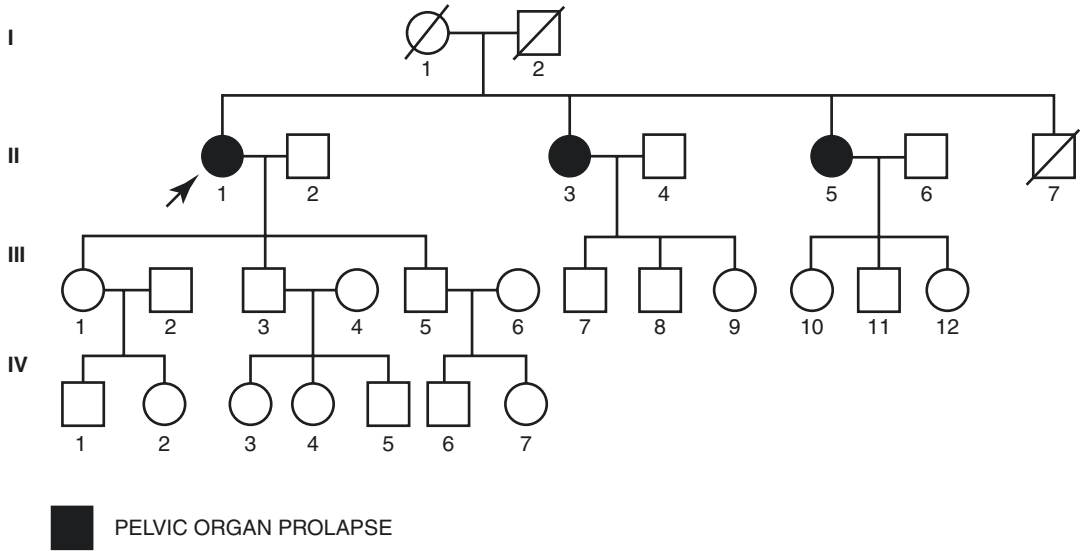 I
1 2
II
1 2 3 4 5 6 7
III
1 2 3 4 5 6 7 8 9 10 11 12
IV
1 2 3 4 5 6 7
PELVIC ORGAN PROLAPSE